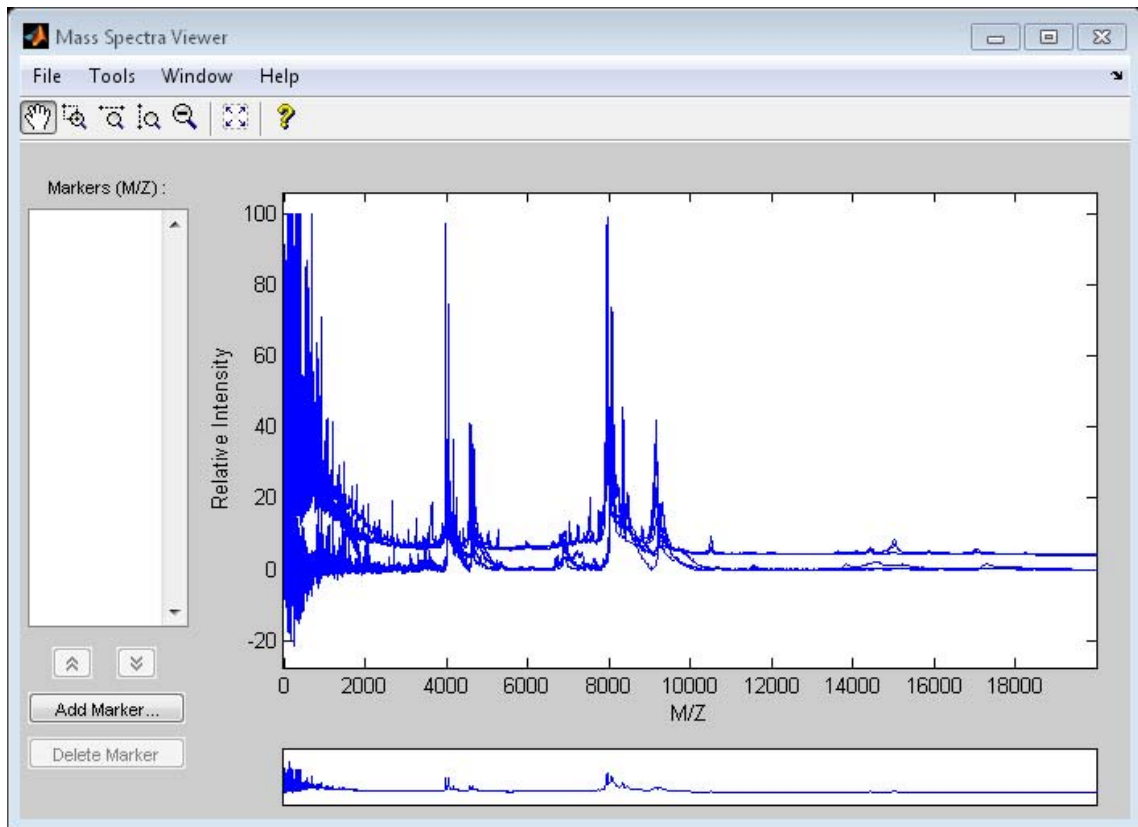 Mass Spectra Viewer
File Tools Window Help
Markers (M/Z) :
100
80
60
40
20
0
-20
Relative Intensity
0 2000 4000 6000 8000 10000 12000 14000 16000 18000
M/Z
Add Marker...
Delete Marker